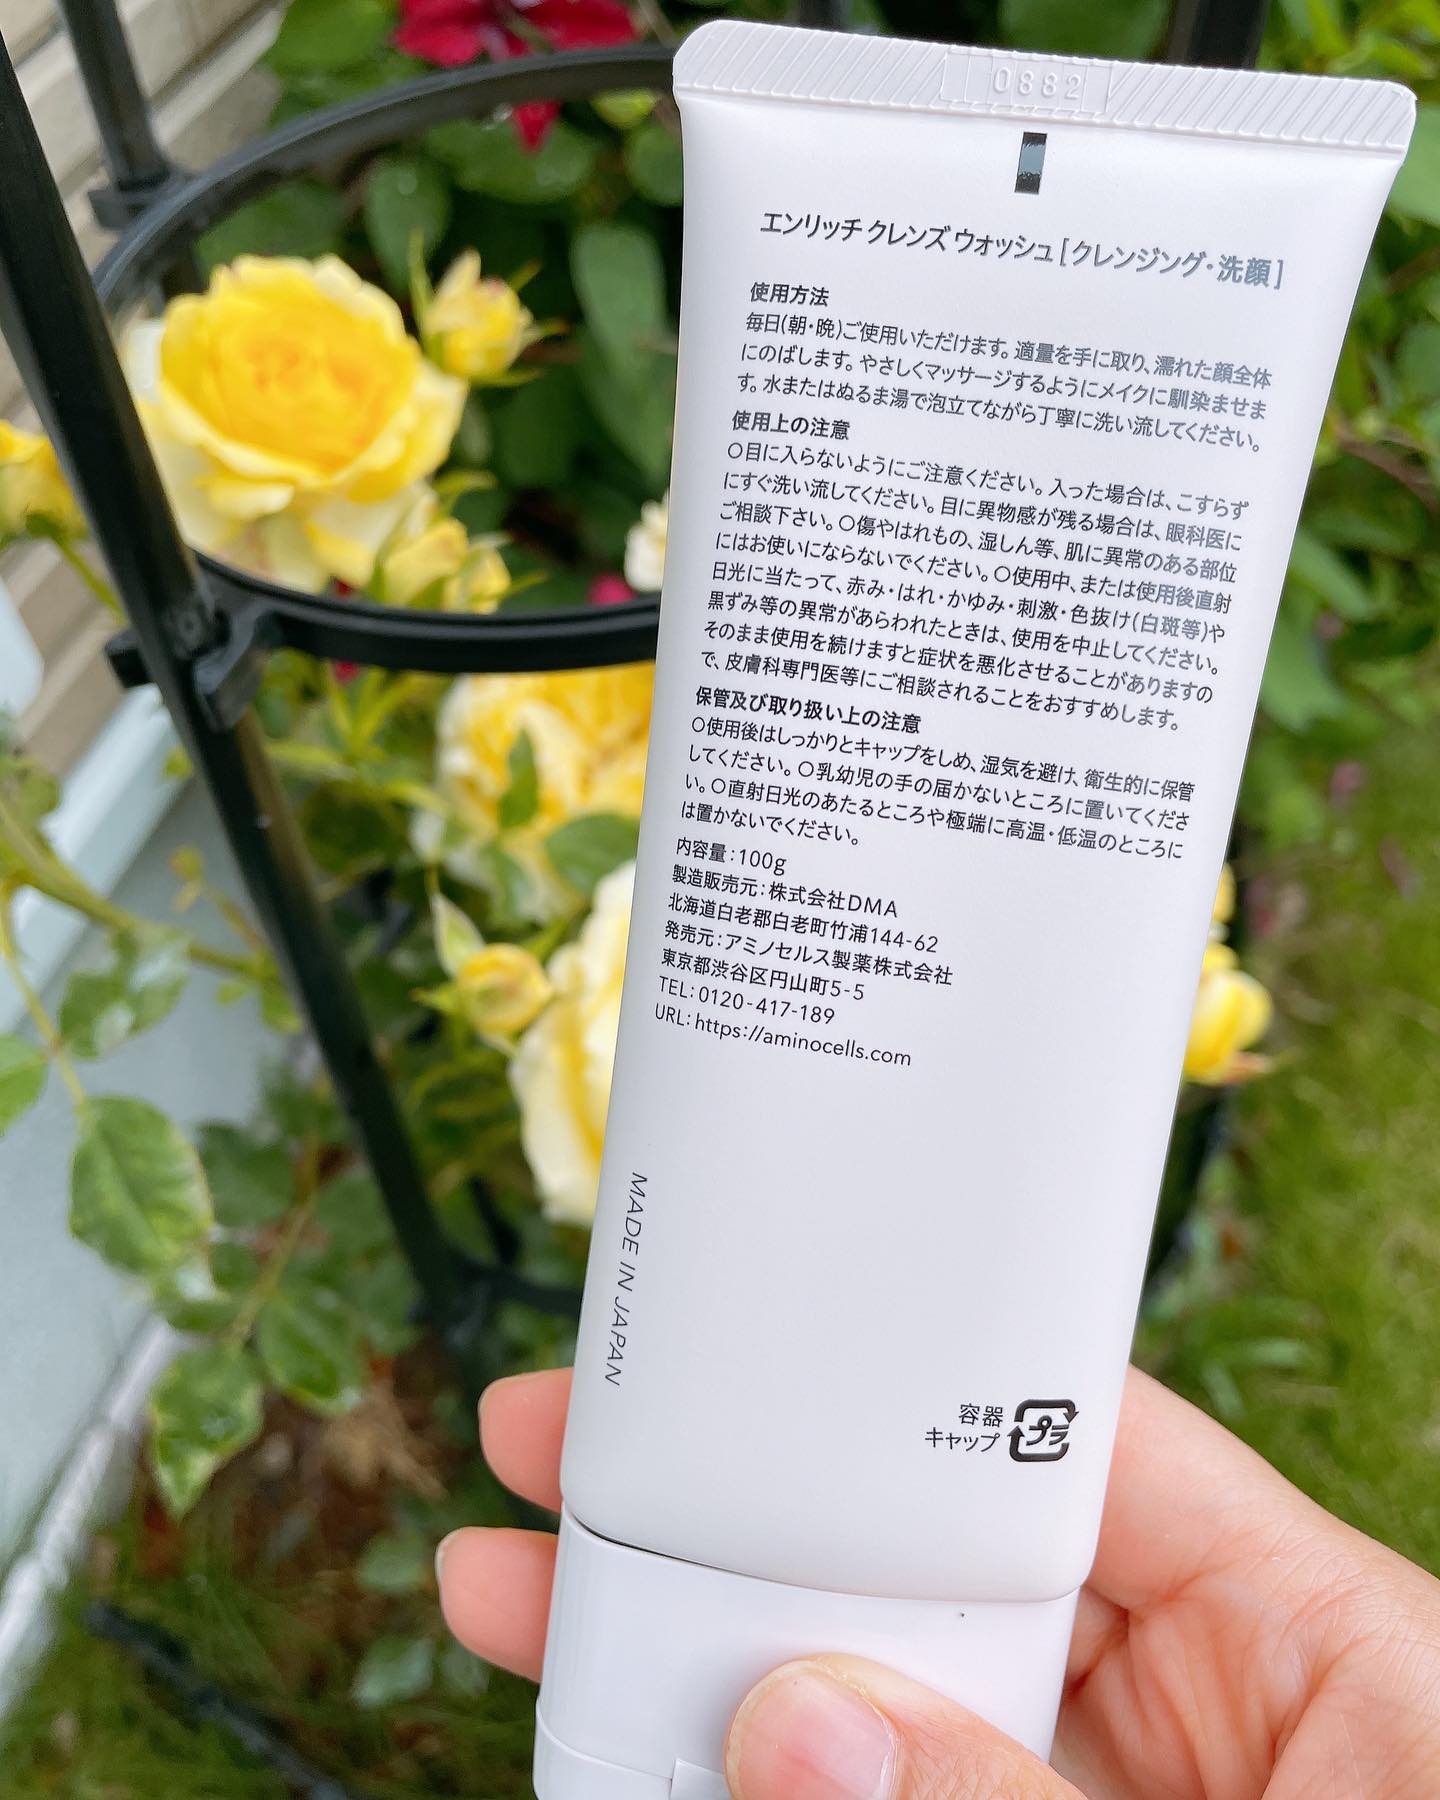 0882
エンリッチ クレンズ ウォッシュ [クレンジング・洗顔]
使用方法
毎日(朝・晩)ご使用いただけます。適量を手に取り、濡れた顔全体
にのばします。やさしくマッサージするようにメイクに馴染ませま
す。水またはぬるま湯で泡立てながら丁寧に洗い流してください。
使用上の注意
○目に入らないようにご注意ください。入った場合は、こすらず
にすぐ洗い流してください。目に異物感が残る場合は、眼科医に
ご相談下さい。○傷やはれもの、湿しん等、肌に異常のある部位
にはお使いにならないでください。○使用中、または使用後直射
日光に当たって、赤み・はれ・かゆみ・刺激・色抜け(白斑等)や
黒ずみ等の異常があらわれたときは、使用を中止してください。
そのまま使用を続けますと症状を悪化させることがありますの
で、皮膚科専門医等にご相談されることをおすすめします。
保管及び取り扱い上の注意
○使用後はしっかりとキャップをしめ、湿気を避け、衛生的に保管
してください。○乳幼児の手の届かないところに置いてくださ
い。○直射日光のあたるところや極端に高温・低温のところに
は置かないでください。
内容量:100g
製造販売元:株式会社DMA
北海道白老郡白老町竹浦144-62
発売元:アミノセルス製薬株式会社
東京都渋谷区円山町5-5
TEL:0120-417-189
URL:https://aminocells.com
MADE IN JAPAN
容器
キャップ
プラ